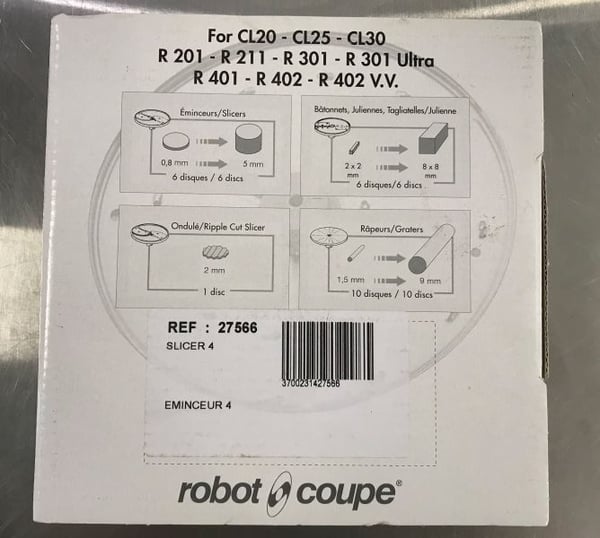 For CL20 - CL25 - CL30
R 201 - R 211 - R 301 - R 301 Ultra
R 401 - R 402 - R 402 V.V.
Éminceurs/Slicers
0,8 mm
5 mm
6 disques / 6 discs
Bâtonnets, Juliennes, Tagliatelles/Julienne
2 x 2
mm
8 x 8
mm
6 disques/6 discs
Ondulé/Ripple Cut Slicer
2 mm
1 disc
Râpeurs/Graters
1,5 mm
9 mm
10 disques / 10 discs
REF : 27566
SLICER 4
3700231427566
EMINCEUR 4
robot coupe®